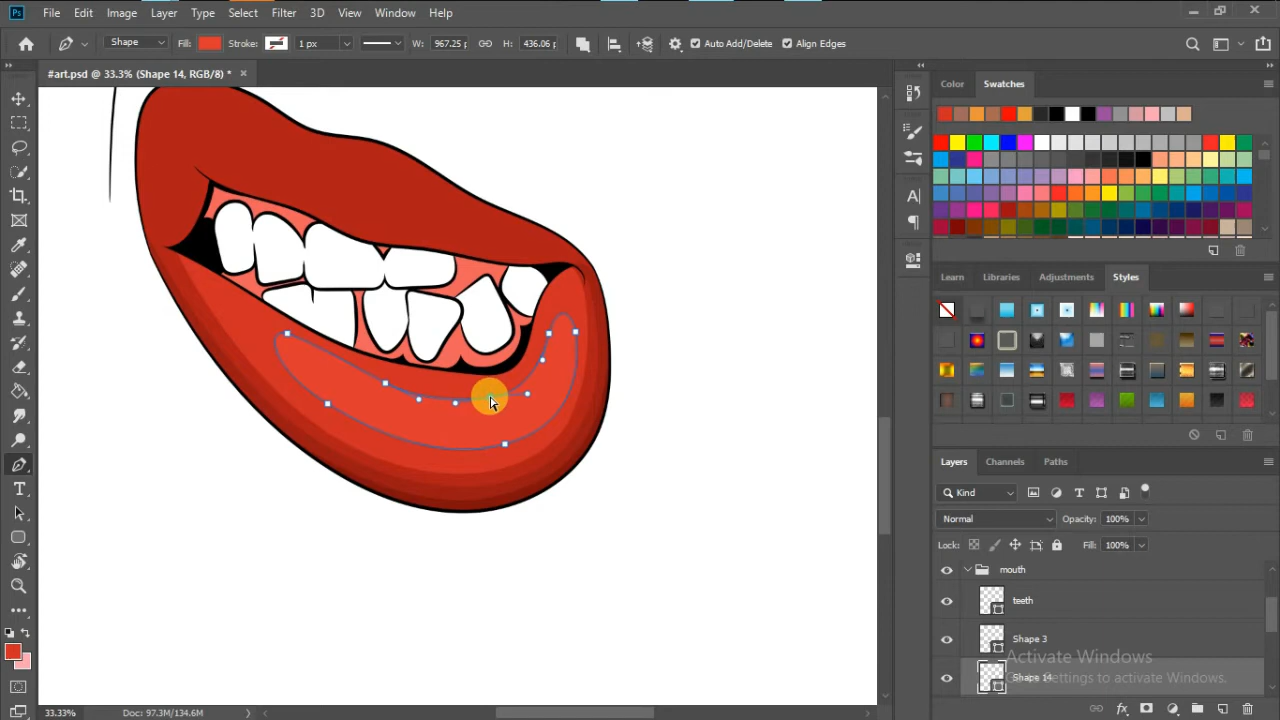 Ps File Edit Image Layer Type Select Filter 3D View Window Help
Shape Fill: Stroke: 1 px W: 967.25 p H: 436.06 p Auto Add/Delete Align Edges
#art.psd @ 33.3% (Shape 14, RGB/8) * ×
Color Swatches
Learn Libraries Adjustments Styles
Layers Channels Paths
Kind
Normal Opacity: 100%
Lock: Fill: 100%
mouth
teeth
Shape 3
Activate Windows
Shape 14
Settings to activate Windows.
33.33% Doc: 97.3M/134.6M